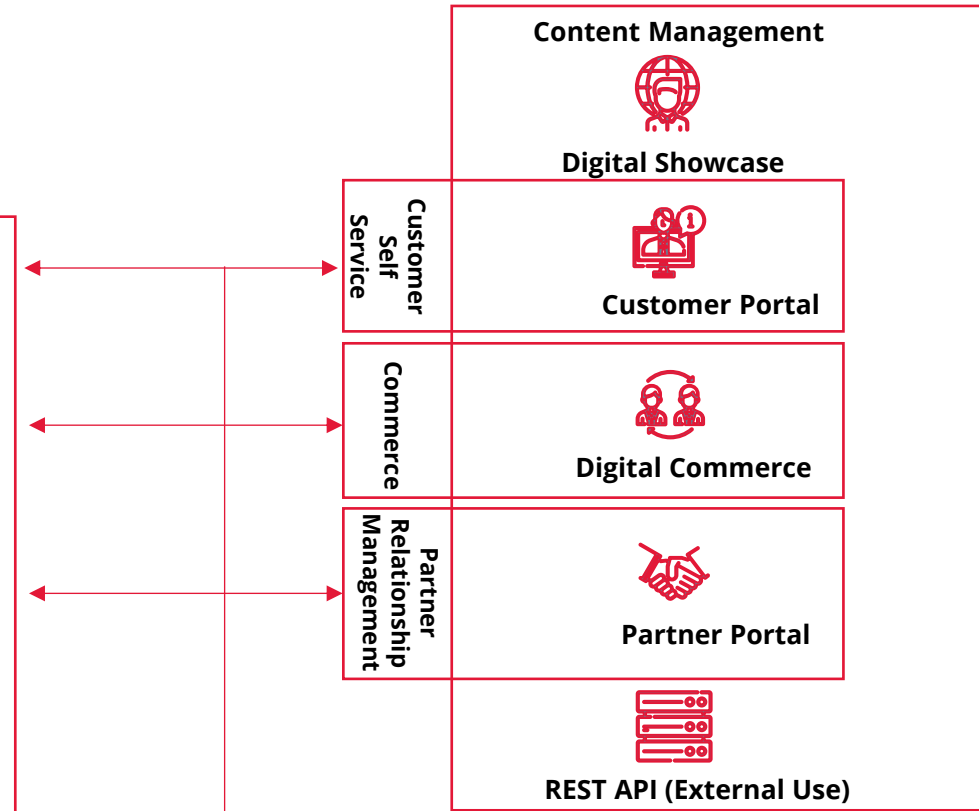 Content Management
Digital Showcase
Customer
Self
Service
Customer Portal
Commerce
Digital Commerce
Partner
Relationship
Management
Partner Portal
REST API (External Use)